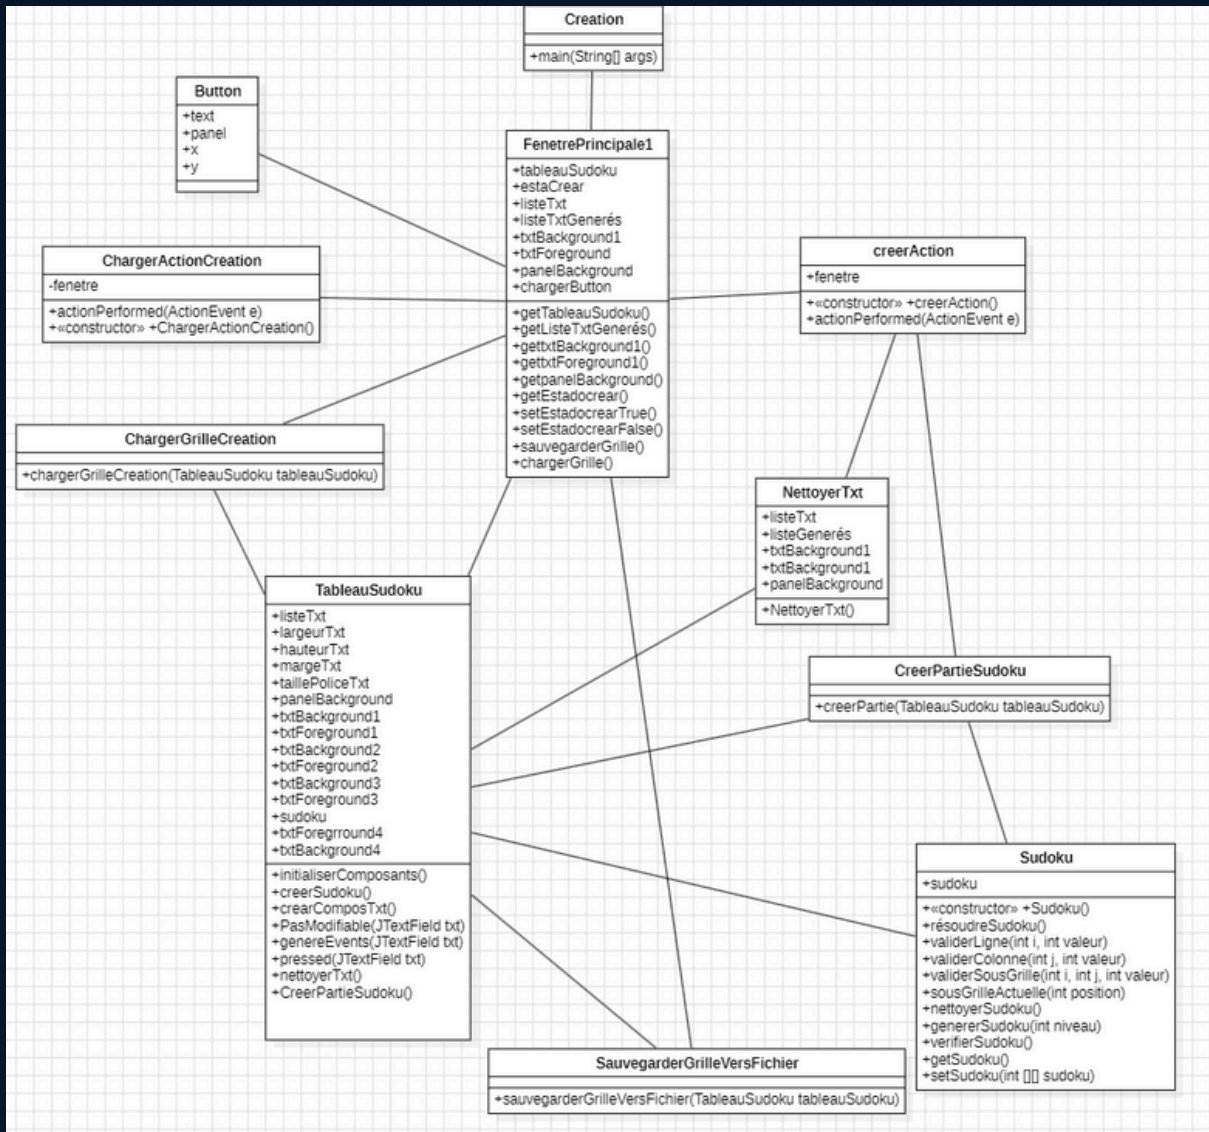 Creation
+main(String[] args)
Button
+text
+panel
+x
+y
FenetrePrincipale1
+tableauSudoku
+estaCrear
+listeTxt
+listeTxtGenerés
+txtBackground1
+txtForeground
+panelBackground
+chargerButton
+getTableauSudoku()
+getListeTxtGenerés()
+gettxtBackground1()
+gettxtForeground1()
+getpanelBackground()
+getEstadocrear()
+setEstadocrearTrue()
+setEstadocrearFalse()
+sauvegarderGrille()
+chargerGrille()
ChargerActionCreation
-fenetre
+actionPerformed(ActionEvent e)
+«constructor» +ChargerActionCreation()
creerAction
+fenetre
+«constructor» +creerAction()
+actionPerformed(ActionEvent e)
ChargerGrilleCreation
+chargerGrilleCreation(TableauSudoku tableauSudoku)
NettoyerTxt
+listeTxt
+listeGenerés
+txtBackground1
+txtBackground1
+panelBackground
+NettoyerTxt()
TableauSudoku
+listeTxt
+largeurTxt
+hauteurTxt
+margeTxt
+taillePoliceTxt
+panelBackground
+txtBackground1
+txtForeground1
+txtBackground2
+txtForeground2
+txtBackground3
+txtForeground3
+sudoku
+txtForegrround4
+txtBackground4
+initialiserComposants()
+creerSudoku()
+crearComposTxt()
+PasModifiable(JTextField txt)
+genereEvents(JTextField txt)
+pressed(JTextField txt)
+nettoyerTxt()
+CreerPartieSudoku()
CreerPartieSudoku
+creerPartie(TableauSudoku tableauSudoku)
Sudoku
+sudoku
+«constructor» +Sudoku()
+résoudreSudoku()
+validerLigne(int i, int valeur)
+validerColonne(int j, int valeur)
+validerSousGrille(int i, int j, int valeur)
+sousGrilleActuelle(int position)
+nettoyerSudoku()
+genererSudoku(int niveau)
+verifierSudoku()
+getSudoku()
+setSudoku(int [][] sudoku)
SauvegarderGrilleVersFichier
+sauvegarderGrilleVersFichier(TableauSudoku tableauSudoku)